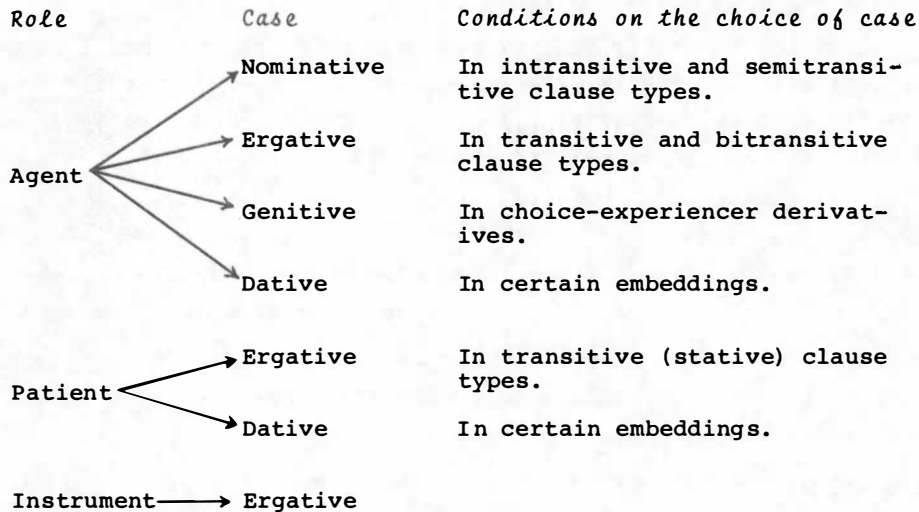 Role Case Conditions on the choice of case
Nominative In intransitive and semitransi-
tive clause types.
Ergative In transitive and bitransitive
clause types.
Agent
Genitive In choice-experiencer derivat-
ives.
Dative In certain embeddings.
Ergative In transitive (stative) clause
types.
Patient
Dative In certain embeddings.
Instrument Ergative